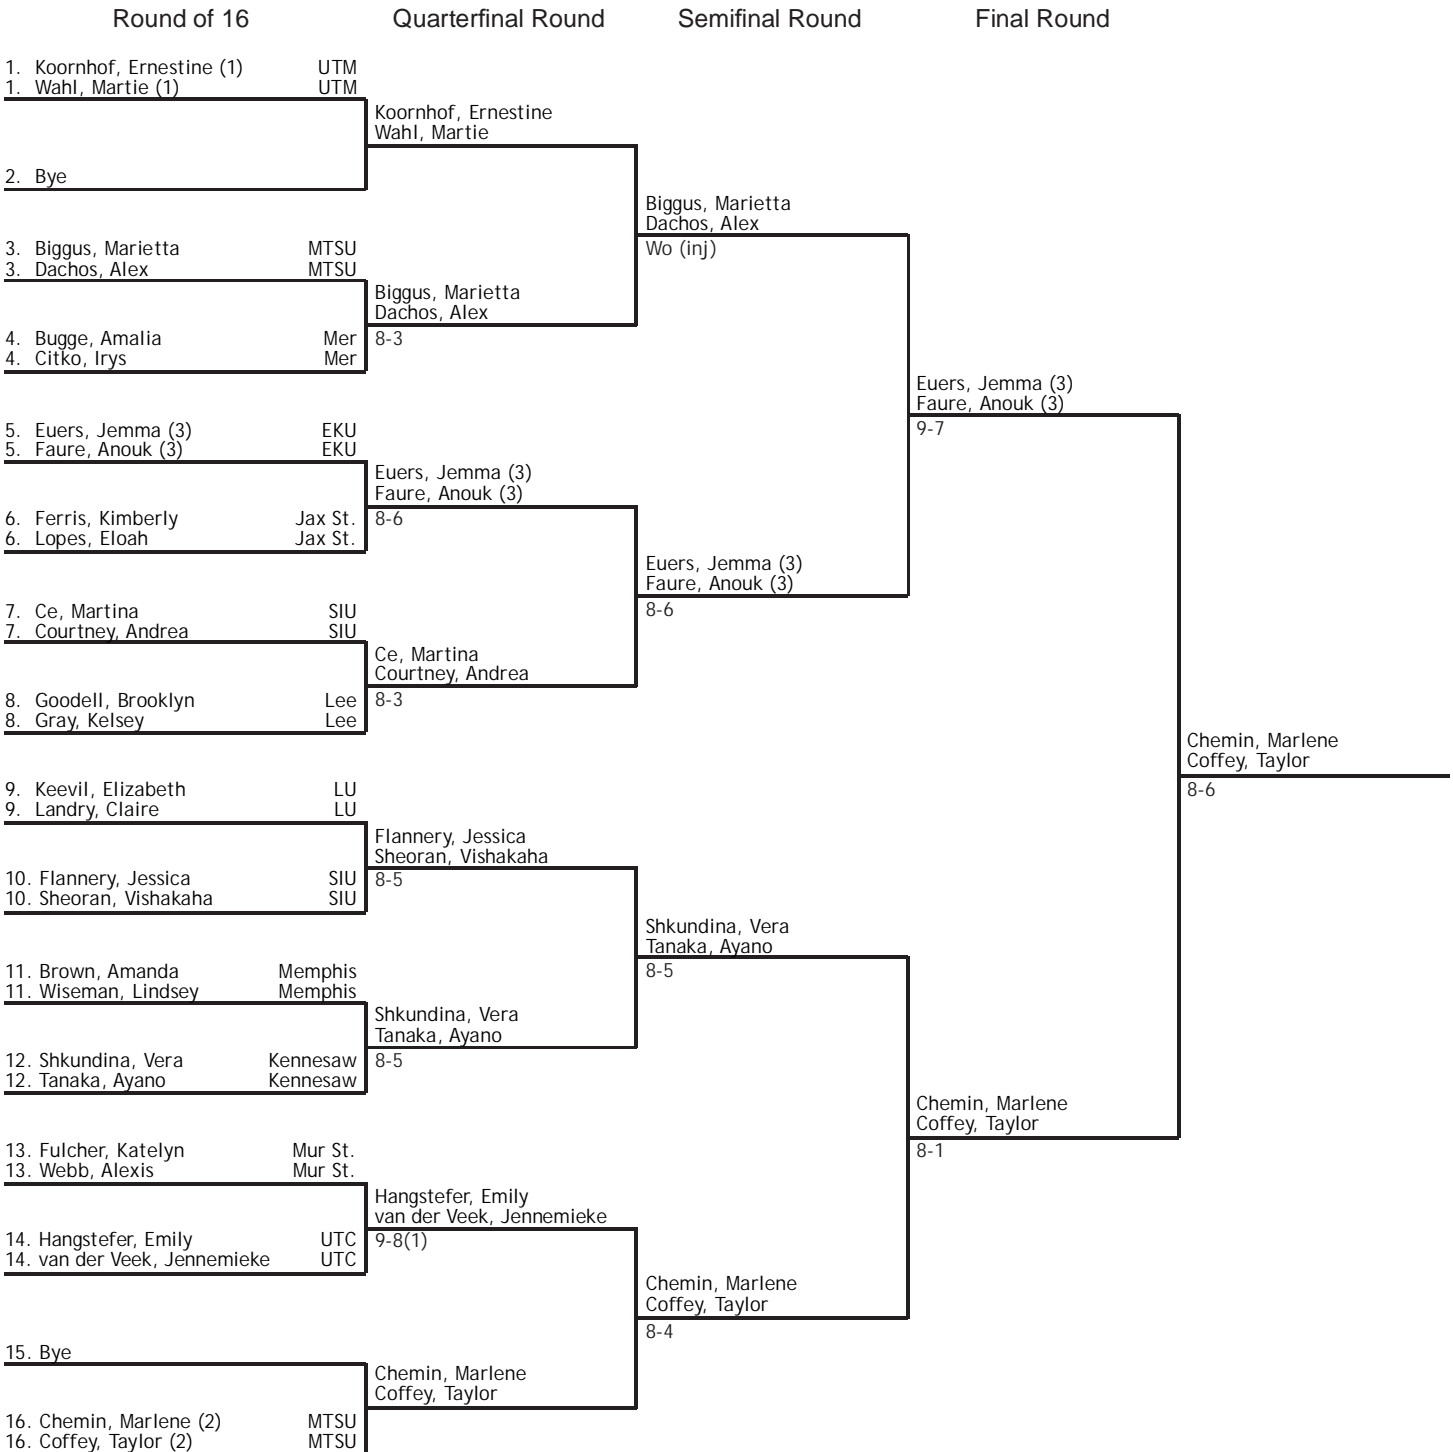 Round of 16 Quarterfinal Round Semifinal Round Final Round
1. Koornhof, Ernestine (1) UTM
1. Wahl, Martie (1) UTM
2. Bye
3. Biggus, Marietta MTSU
3. Dachos, Alex MTSU
4. Bugge, Amalia Mer
4. Citko, Irys Mer
5. Euers, Jemma (3) EKU
5. Faure, Anouk (3) EKU
6. Ferris, Kimberly Jax St.
6. Lopes, Eloah Jax St.
7. Ce, Martina SIU
7. Courtney, Andrea SIU
8. Goodell, Brooklyn Lee
8. Gray, Kelsey Lee
9. Keevil, Elizabeth LU
9. Landry, Claire LU
10. Flannery, Jessica SIU
10. Sheoran, Vishakaha SIU
11. Brown, Amanda Memphis
11. Wiseman, Lindsey Memphis
12. Shkundina, Vera Kennesaw
12. Tanaka, Ayano Kennesaw
13. Fulcher, Katelyn Mur St.
13. Webb, Alexis Mur St.
14. Hangstefer, Emily UTC
14. van der Veek, Jennemieke UTC
15. Bye
16. Chemin, Marlene (2) MTSU
16. Coffey, Taylor (2) MTSU
Koornhof, Ernestine
Wahl, Martie
Biggus, Marietta
Dachos, Alex
8-3
Euers, Jemma (3)
Faure, Anouk (3)
8-6
Ce, Martina
Courtney, Andrea
8-3
Flannery, Jessica
Sheoran, Vishakaha
8-5
Shkundina, Vera
Tanaka, Ayano
8-5
Hangstefer, Emily
van der Veek, Jennemieke
9-8(1)
Chemin, Marlene
Coffey, Taylor
Biggus, Marietta
Dachos, Alex
Wo (inj)
Euers, Jemma (3)
Faure, Anouk (3)
8-6
Shkundina, Vera
Tanaka, Ayano
8-5
Chemin, Marlene
Coffey, Taylor
8-4
Euers, Jemma (3)
Faure, Anouk (3)
9-7
Chemin, Marlene
Coffey, Taylor
8-1
Chemin, Marlene
Coffey, Taylor
8-6